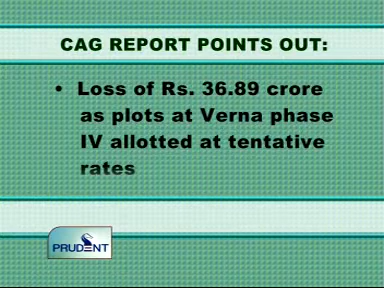 CAG REPORT POINTS OUT:
• Loss of Rs. 36.89 crore
as plots at Verna phase
IV allotted at tentative
rates
PRUDENT